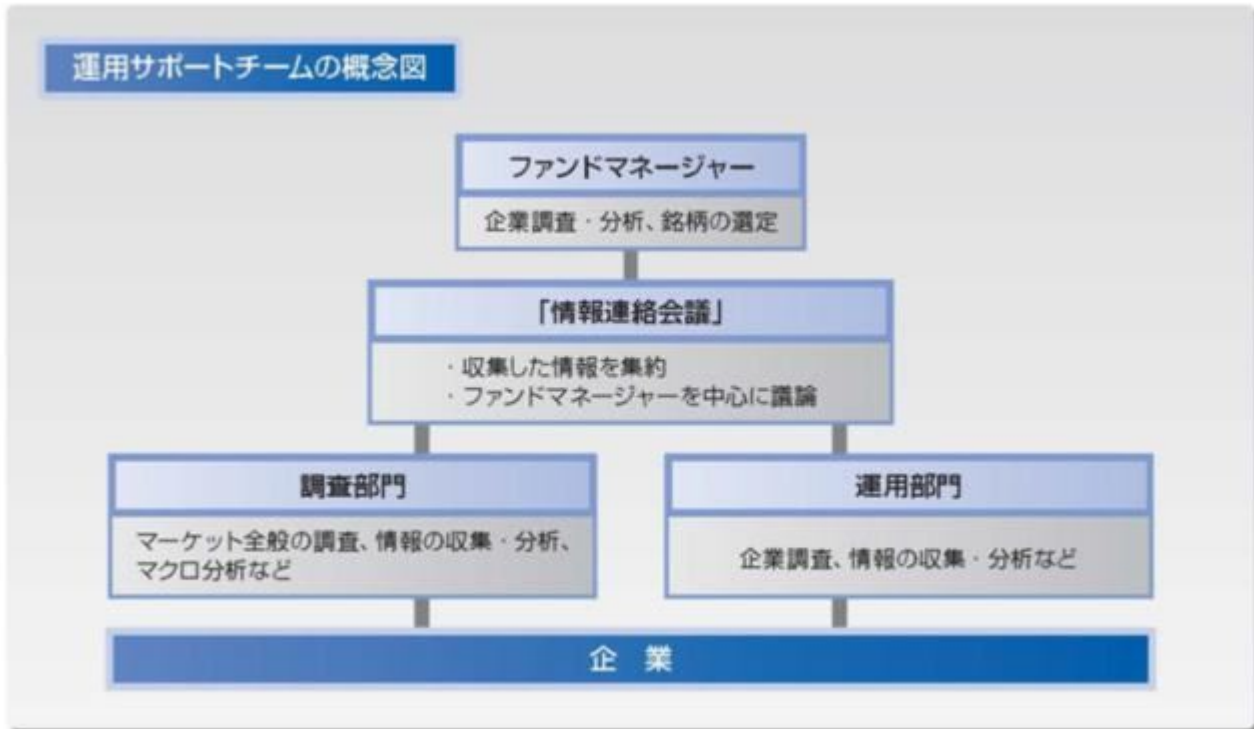 運用サポートチームの概念図
ファンドマネージャー
企業調査・分析、銘柄の選定
「情報連絡会議」
・収集した情報を集約
・ファンドマネージャーを中心に議論
調査部門
マーケット全般の調査、情報の収集・分析、
マクロ分析など
運用部門
企業調査、情報の収集・分析など
企　業